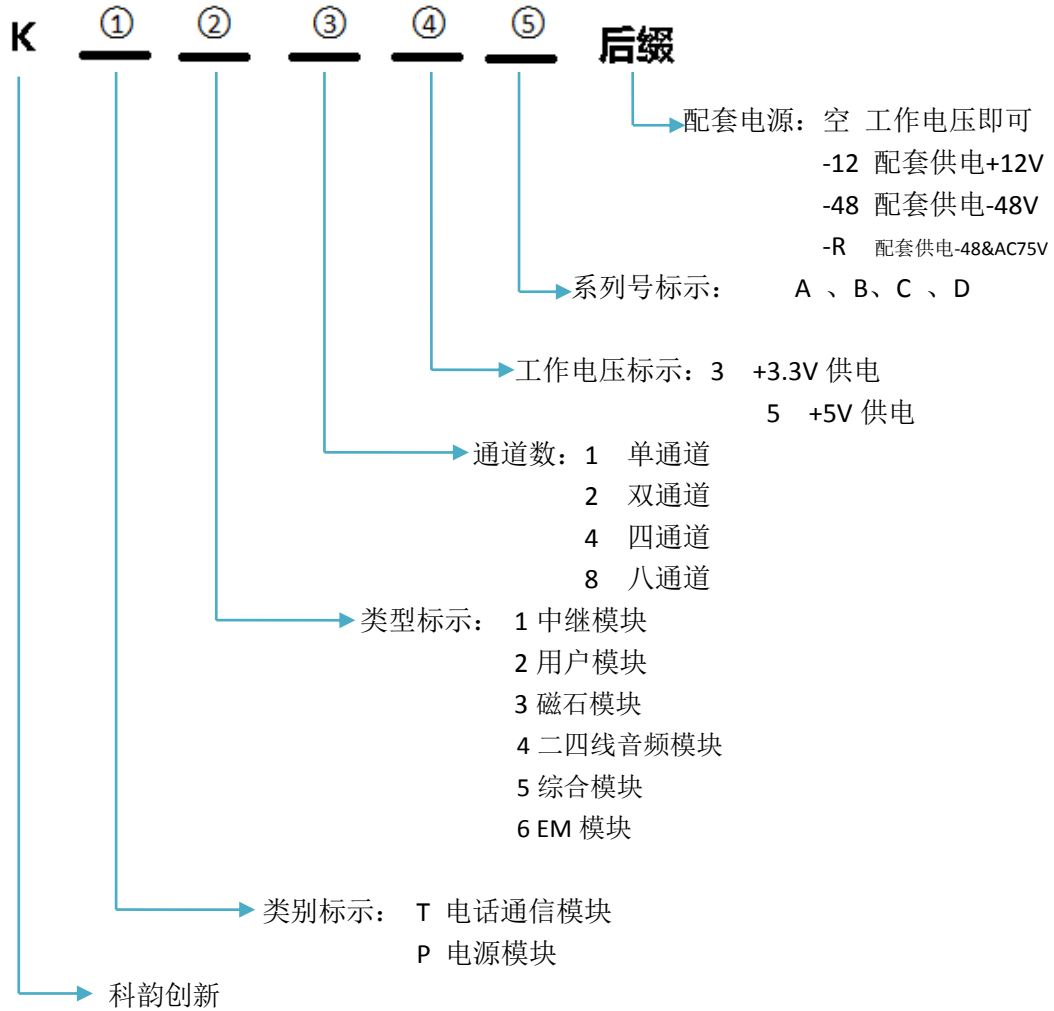 K ① ② ③ ④ ⑤ 后缀
配套电源：空 工作电压即可
-12 配套供电+12V
-48 配套供电-48V
-R 配套供电-48&AC75V
系列号标示： A 、B、C 、D
工作电压标示：3 +3.3V 供电
5 +5V 供电
通道数：1 单通道
2 双通道
4 四通道
8 八通道
类型标示： 1 中继模块
2 用户模块
3 磁石模块
4 二四线音频模块
5 综合模块
6 EM 模块
类别标示： T 电话通信模块
P 电源模块
科韵创新